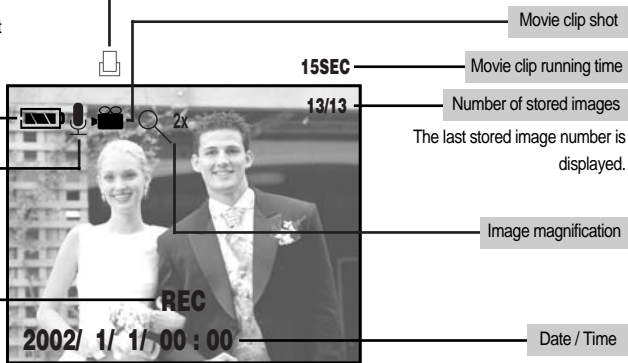 Movie clip shot
t
15SEC
Movie clip running time
13/13
Number of stored images
2x
The last stored image number is
displayed.
Image magnification
REC
2002/ 1/ 1/ 00 : 00
Date / Time